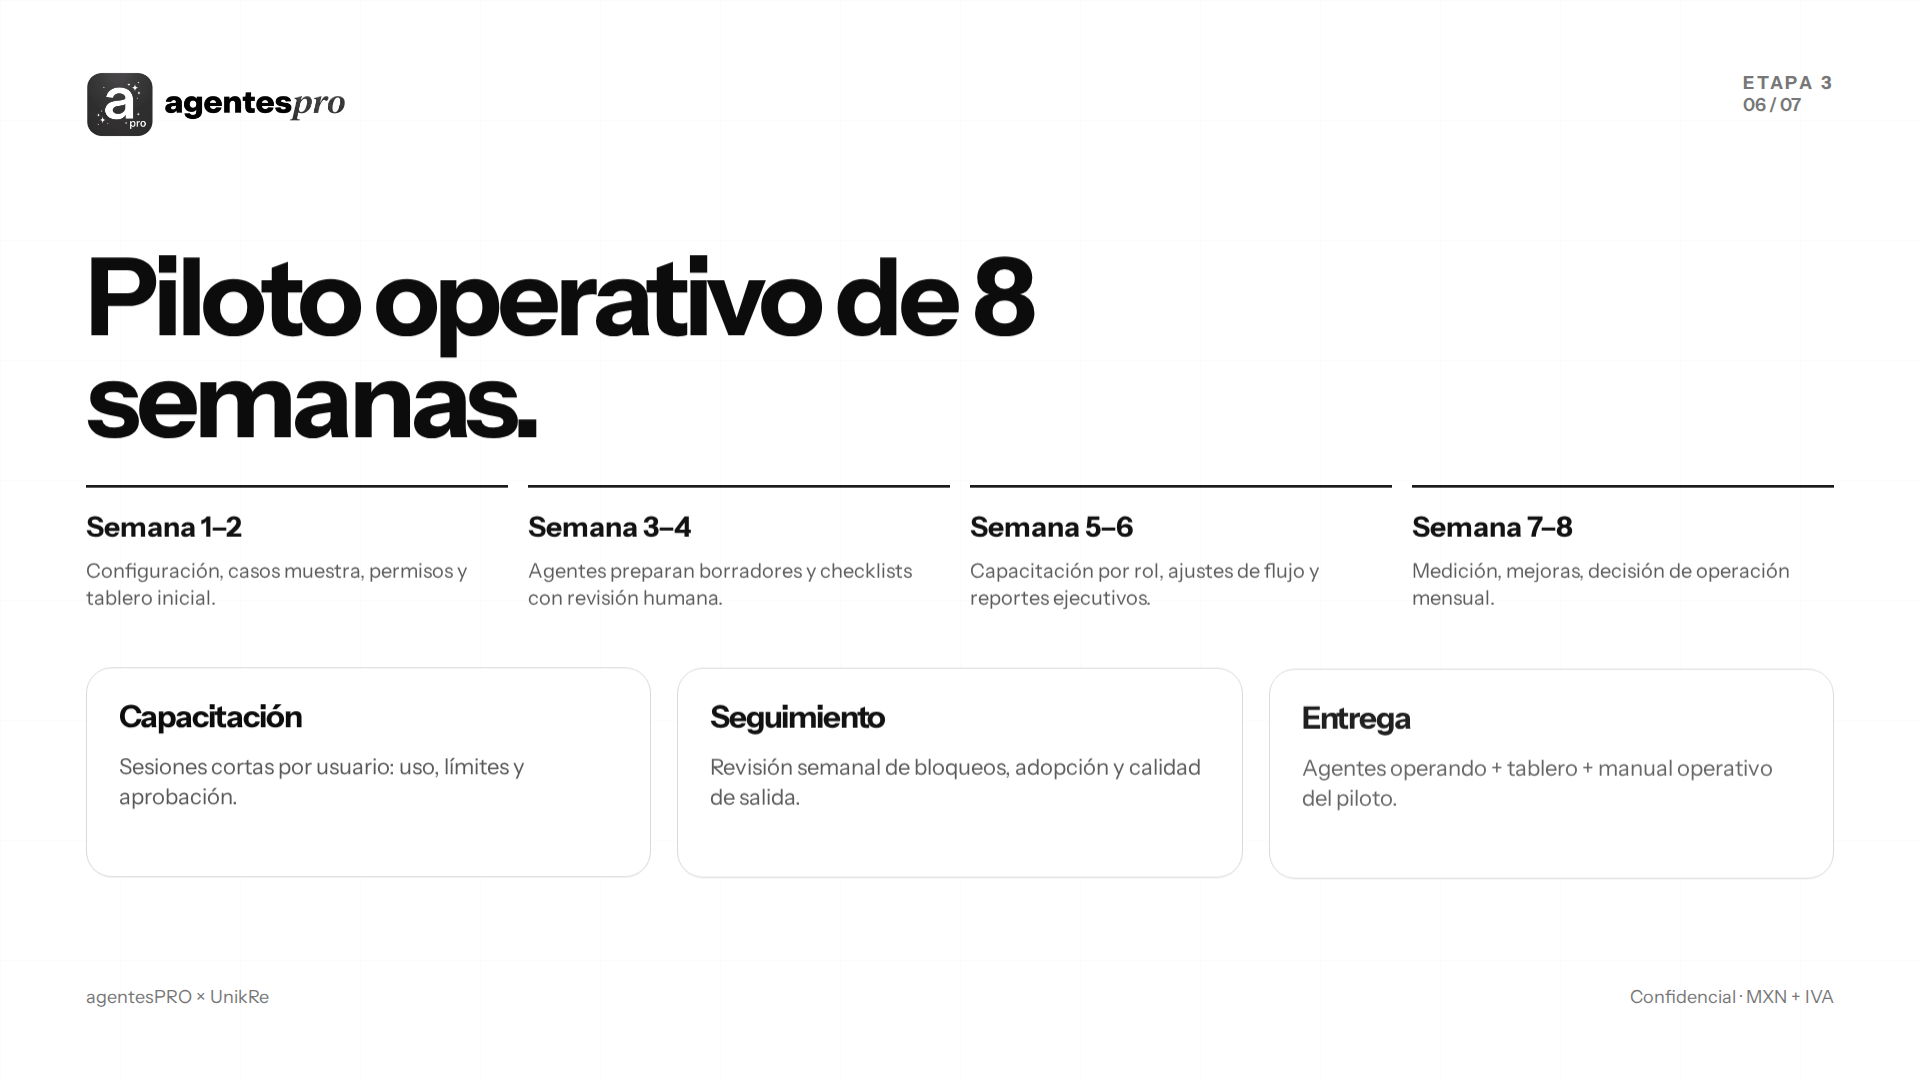 a
pro
agentespro
ETAPA 3
06 / 07
Piloto operativo de 8
semanas.
Semana 1–2
Configuración, casos muestra, permisos y
tablero inicial.
Semana 3–4
Agentes preparan borradores y checklists
con revisión humana.
Semana 5–6
Capacitación por rol, ajustes de flujo y
reportes ejecutivos.
Semana 7–8
Medición, mejoras, decisión de operación
mensual.
Capacitación
Sesiones cortas por usuario: uso, límites y
aprobación.
Seguimiento
Revisión semanal de bloqueos, adopción y calidad
de salida.
Entrega
Agentes operando + tablero + manual operativo
del piloto.
agentesPRO × UnikRe
Confidencial · MXN + IVA